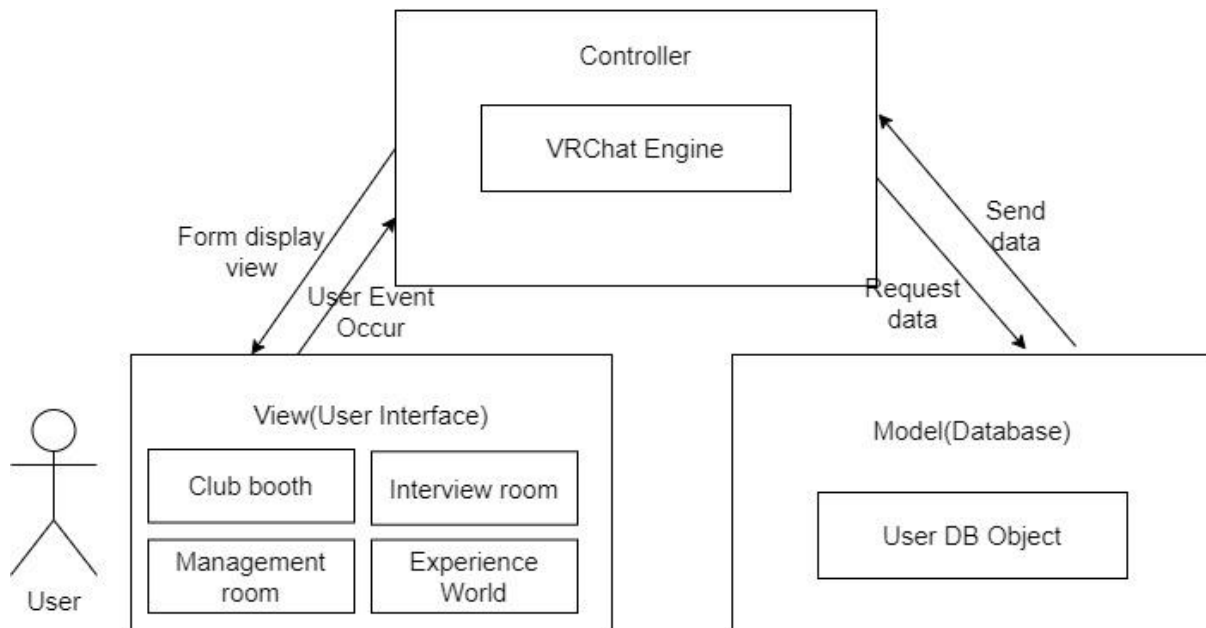 Controller
VRChat Engine
Form display
view
User Event
Occur
Send
data
Request
data
View(User Interface)
Club booth
Interview room
Management
room
Experience
World
Model(Database)
User DB Object
User